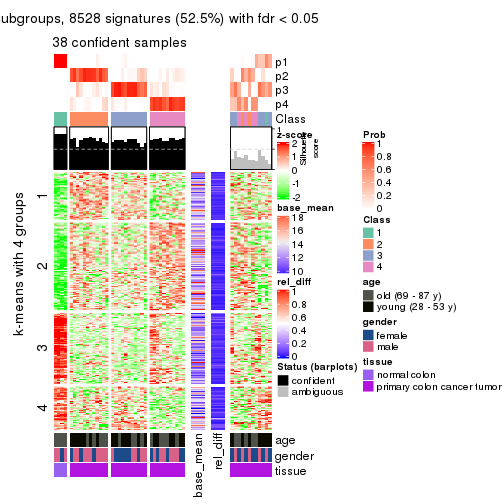 ubgroups, 8528 signatures (52.5%) with fdr < 0.05
38 confident samples
p1
p2
p3
p4
Class
1
Silhouette
score
k-means with 4 groups
1
2
3
4
base_mean
rel_diff
age
gender
tissue
z-score
2
1
0
-1
-2
base_mean
18
16
14
12
10
rel_diff
1
0.8
0.6
0.4
0.2
0
Status (barplots)
confident
ambiguous
Prob
1
0.8
0.6
0.4
0.2
0
Class
1
2
3
4
age
old (69 - 87 y)
young (28 - 53 y)
gender
female
male
tissue
normal colon
primary colon cancer tumor